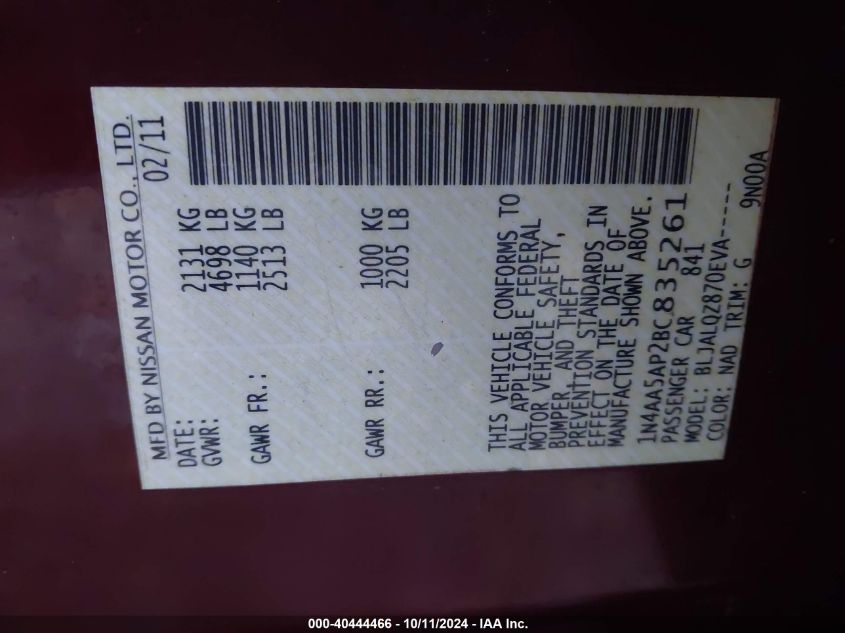 MFD BY NISSAN MOTOR CO., LTD.
DATE: 02/11
GVWR: 2131 KG
4698 LB
GAWR FR.: 1140 KG
2513 LB
GAWR RR.: 1000 KG
2205 LB
THIS VEHICLE CONFORMS TO
ALL APPLICABLE FEDERAL
MOTOR VEHICLE SAFETY,
BUMPER AND THEFT
PREVENTION STANDARDS IN
EFFECT ON THE DATE OF
MANUFACTURE SHOWN ABOVE.
1N4AA5AP2BC835261
PASSENGER CAR 841
MODEL: BLJALQZ870EVA-----
COLOR: NAD TRIM: G 9N00A
000-40444466 - 10/11/2024 - IAA Inc.